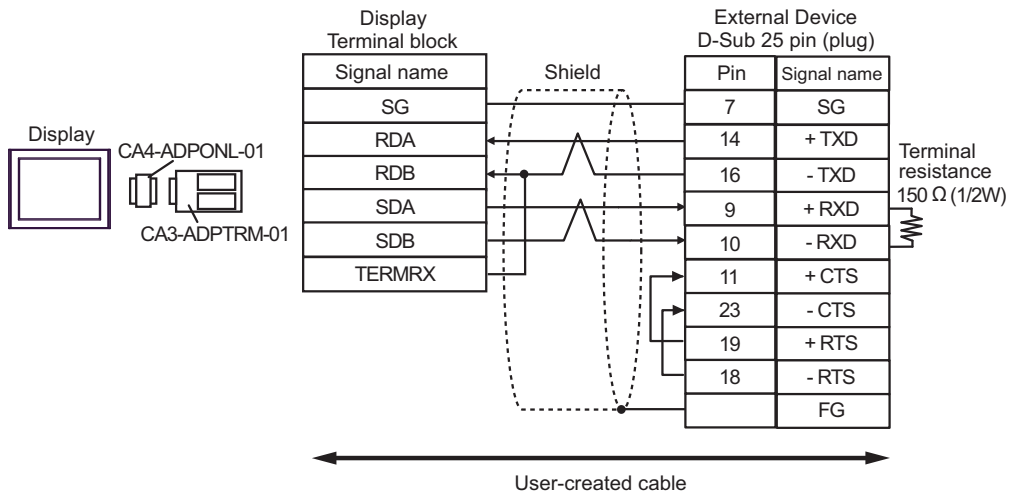 Display
Terminal block
External Device
D-Sub 25 pin (plug)
Signal name
Shield
Pin
Signal name
SG
7
SG
RDA
14
+ TXD
RDB
16
- TXD
SDA
9
+ RXD
SDB
10
- RXD
TERMRX
11
+ CTS
23
- CTS
19
+ RTS
18
- RTS
FG
Display
CA4-ADPONL-01
CA3-ADPTRM-01
Terminal
resistance
150 Ω (1/2W)
User-created cable